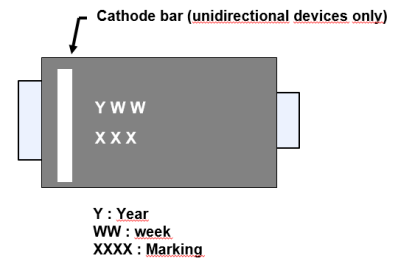 Cathode bar (unidirectional devices only)
Y W W
X X X
Y : Year
WW : week
XXXX : Marking